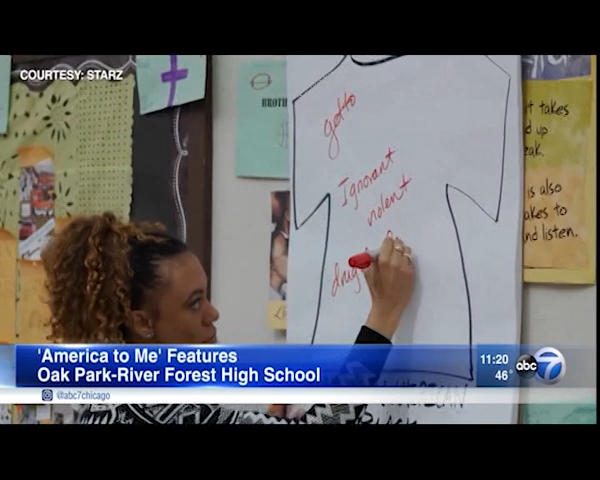 COURTESY: STARZ
BROTH
getto
Ignorant
violent
drug
t takes
d up
eak.
is also
akes to
nd listen.
'America to Me' Features
Oak Park-River Forest High School
11:20
46°
abc 7
@abc7chicago